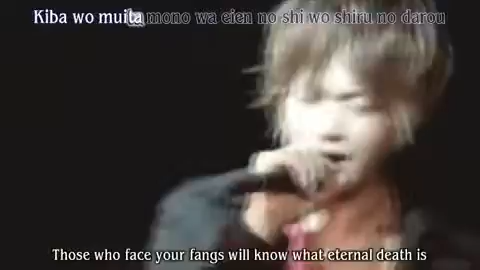 Kiba wo muita mono wa eien no shi wo shiru no darou
Those who face your fangs will know what eternal death is